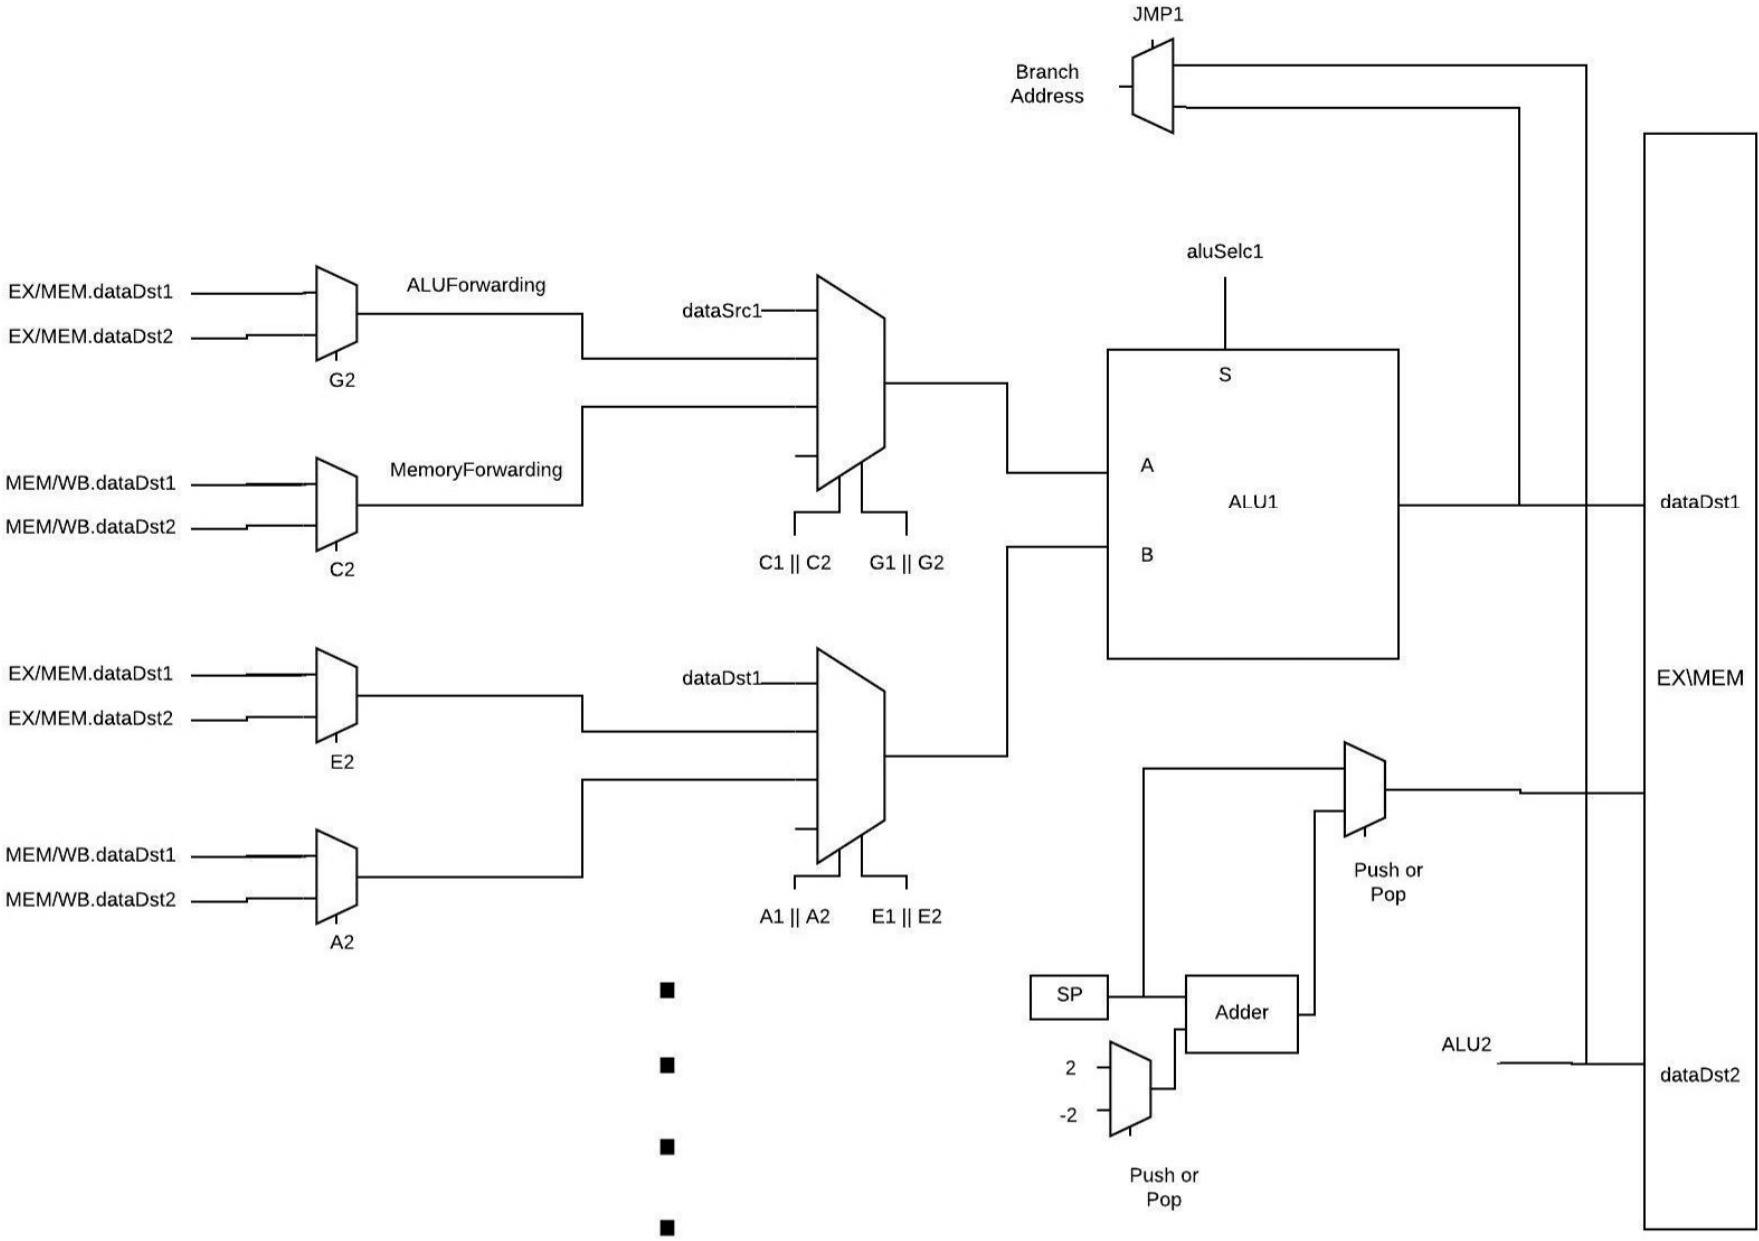 JMP1
Branch
Address
aluSelc1
EX/MEM.dataDst1
ALUForwarding
dataSrc1
EX/MEM.dataDst2
G2
S
MEM/WB.dataDst1
MemoryForwarding
A
MEM/WB.dataDst2
ALU1
dataDst1
C2
C1 || C2
G1 || G2
B
EX/MEM.dataDst1
dataDst1
EX\MEM
EX/MEM.dataDst2
E2
MEM/WB.dataDst1
Push or
Pop
MEM/WB.dataDst2
A1 || A2
E1 || E2
A2
SP
Adder
ALU2
2
dataDst2
-2
Push or
Pop